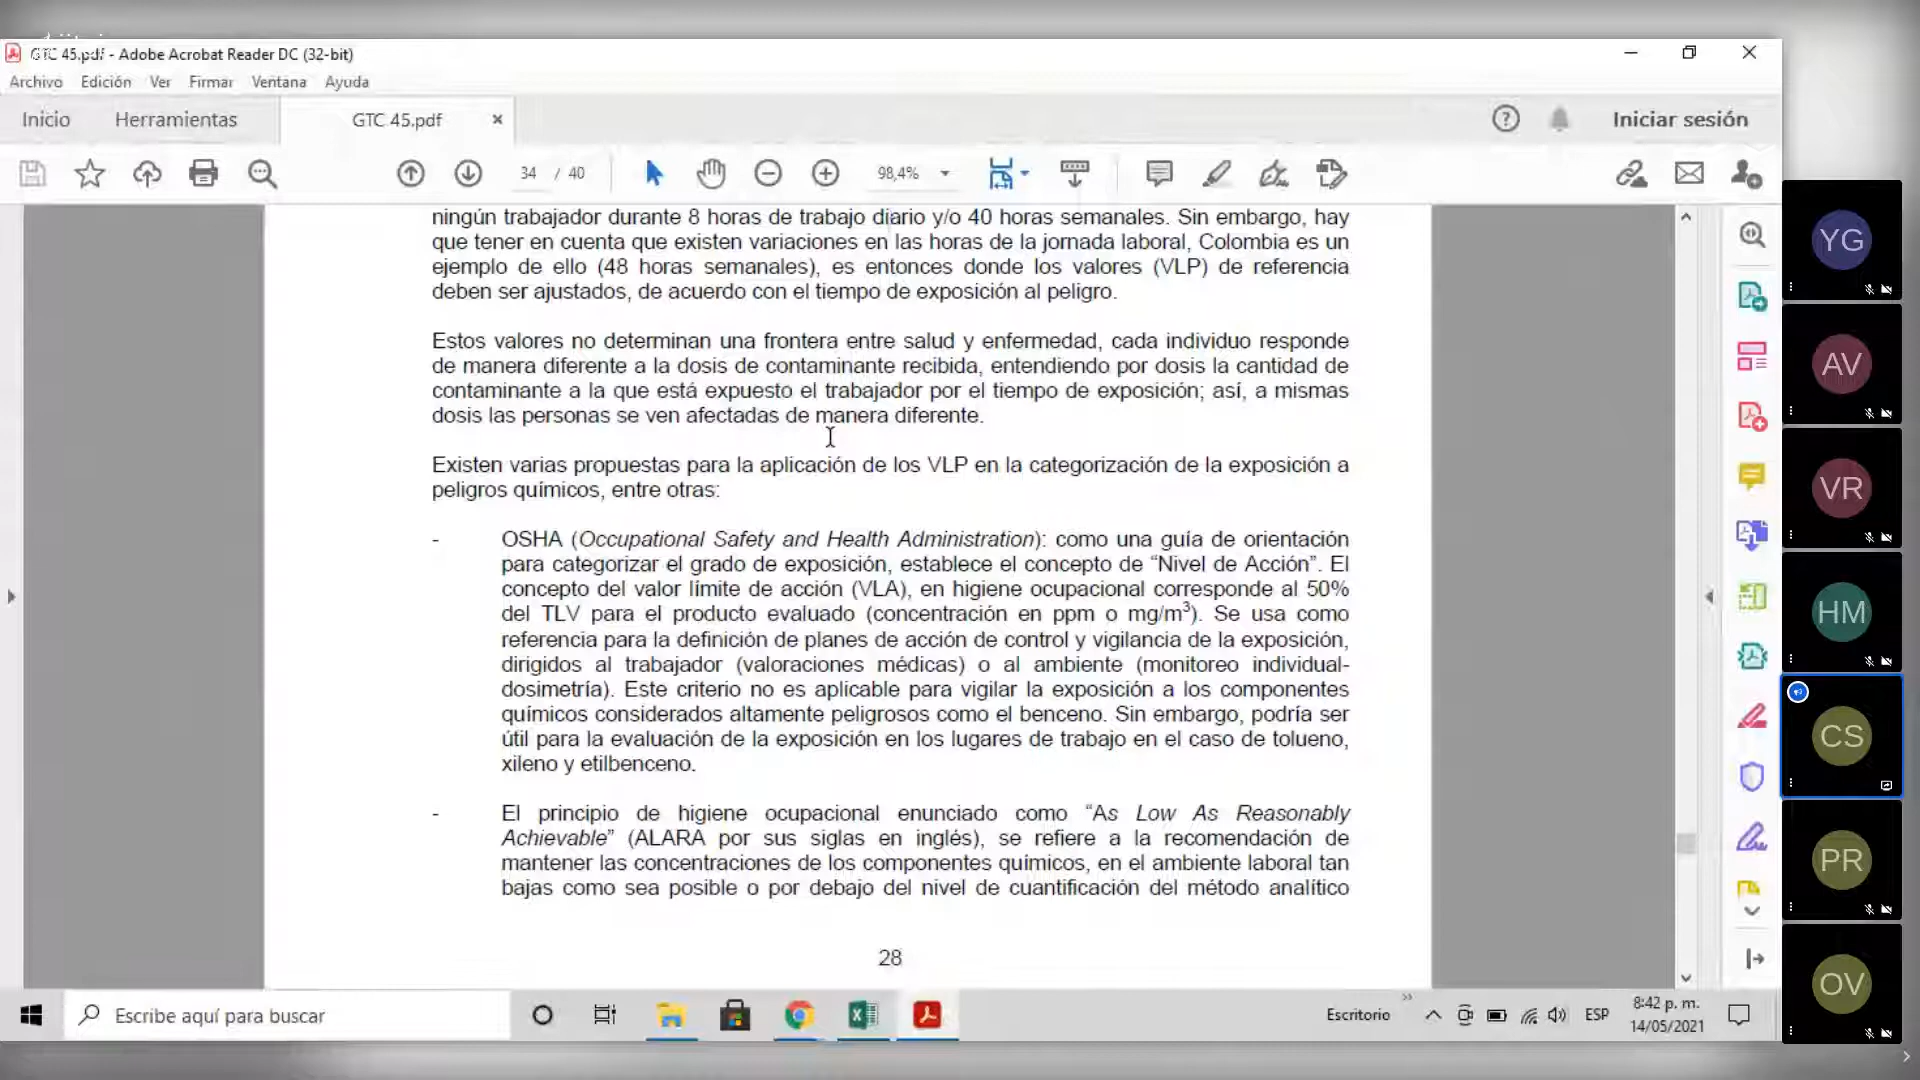 GTC 45.pdf - Adobe Acrobat Reader DC (32-bit)
Archivo Edición Ver Firmar Ventana Ayuda
Inicio Herramientas GTC 45.pdf Iniciar sesión
34 / 40 98,4%
ningún trabajador durante 8 horas de trabajo diario y/o 40 horas semanales. Sin embargo, hay
que tener en cuenta que existen variaciones en las horas de la jornada laboral, Colombia es un
ejemplo de ello (48 horas semanales), es entonces donde los valores (VLP) de referencia
deben ser ajustados, de acuerdo con el tiempo de exposición al peligro.
Estos valores no determinan una frontera entre salud y enfermedad, cada individuo responde
de manera diferente a la dosis de contaminante recibida, entendiendo por dosis la cantidad de
contaminante a la que está expuesto el trabajador por el tiempo de exposición; así, a mismas
dosis las personas se ven afectadas de manera diferente.
Existen varias propuestas para la aplicación de los VLP en la categorización de la exposición a
peligros químicos, entre otras:
- OSHA (Occupational Safety and Health Administration): como una guía de orientación
para categorizar el grado de exposición, establece el concepto de “Nivel de Acción”. El
concepto del valor límite de acción (VLA), en higiene ocupacional corresponde al 50%
del TLV para el producto evaluado (concentración en ppm o mg/m³). Se usa como
referencia para la definición de planes de acción de control y vigilancia de la exposición,
dirigidos al trabajador (valoraciones médicas) o al ambiente (monitoreo individual-
dosimetría). Este criterio no es aplicable para vigilar la exposición a los componentes
químicos considerados altamente peligrosos como el benceno. Sin embargo, podría ser
útil para la evaluación de la exposición en los lugares de trabajo en el caso de tolueno,
xileno y etilbenceno.
- El principio de higiene ocupacional enunciado como “As Low As Reasonably
Achievable” (ALARA por sus siglas en inglés), se refiere a la recomendación de
mantener las concentraciones de los componentes químicos, en el ambiente laboral tan
bajas como sea posible o por debajo del nivel de cuantificación del método analítico
28
YG
AV
VR
HM
CS
PR
OV
Escribe aquí para buscar
Escritorio ESP
8:42 p. m.
14/05/2021